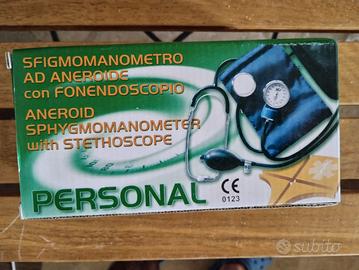 SFIGMOMANOMETRO
AD ANEROIDE
con FONENDOSCOPIO
ANEROID
SPHYGMOMANOMETER
with STETHOSCOPE
PERSONAL
CE
0123
subito